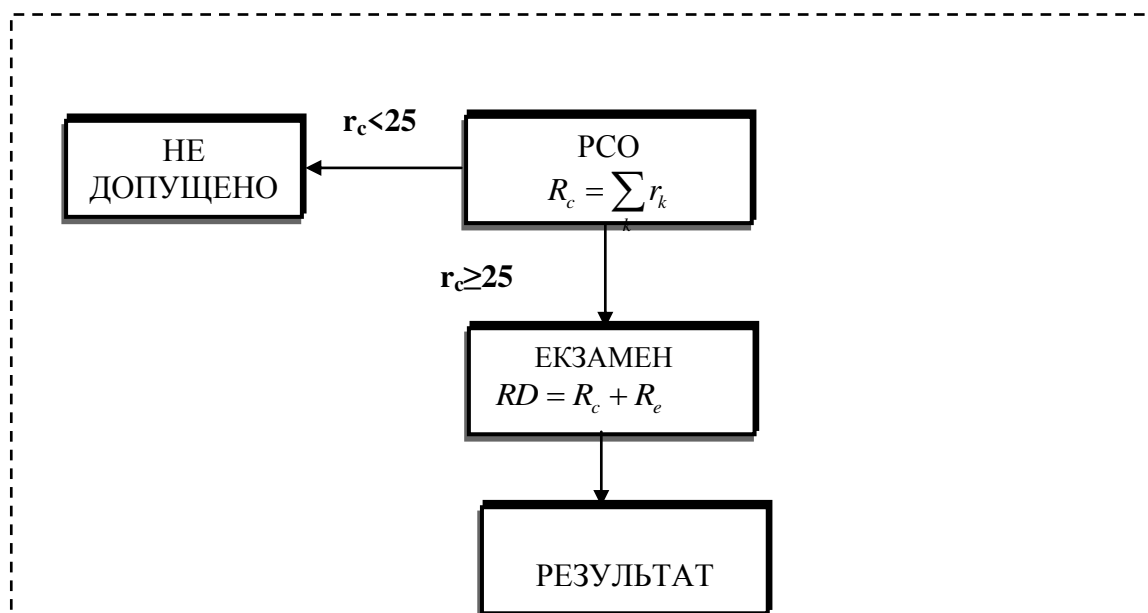 r_c<25
НЕ
ДОПУЩЕНО
РСО
R_c = ∑_k r_k
r_c≥25
ЕКЗАМЕН
RD = R_c + R_e
РЕЗУЛЬТАТ